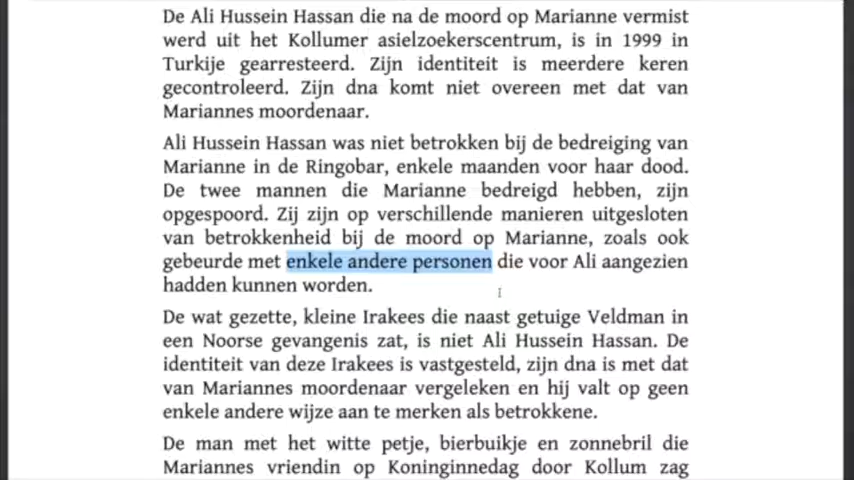 De Ali Hussein Hassan die na de moord op Marianne vermist
werd uit het Kollumer asielzoekerscentrum, is in 1999 in
Turkije gearresteerd. Zijn identiteit is meerdere keren
gecontroleerd. Zijn dna komt niet overeen met dat van
Mariannes moordenaar.
Ali Hussein Hassan was niet betrokken bij de bedreiging van
Marianne in de Ringobar, enkele maanden voor haar dood.
De twee mannen die Marianne bedreigd hebben, zijn
opgespoord. Zij zijn op verschillende manieren uitgesloten
van betrokkenheid bij de moord op Marianne, zoals ook
gebeurde met enkele andere personen die voor Ali aangezien
hadden kunnen worden.
De wat gezette, kleine Irakees die naast getuige Veldman in
een Noorse gevangenis zat, is niet Ali Hussein Hassan. De
identiteit van deze Irakees is vastgesteld, zijn dna is met dat
van Mariannes moordenaar vergeleken en hij valt op geen
enkele andere wijze aan te merken als betrokkene.
De man met het witte petje, bierbuikje en zonnebril die
Mariannes vriendin op Koninginnedag door Kollum zag